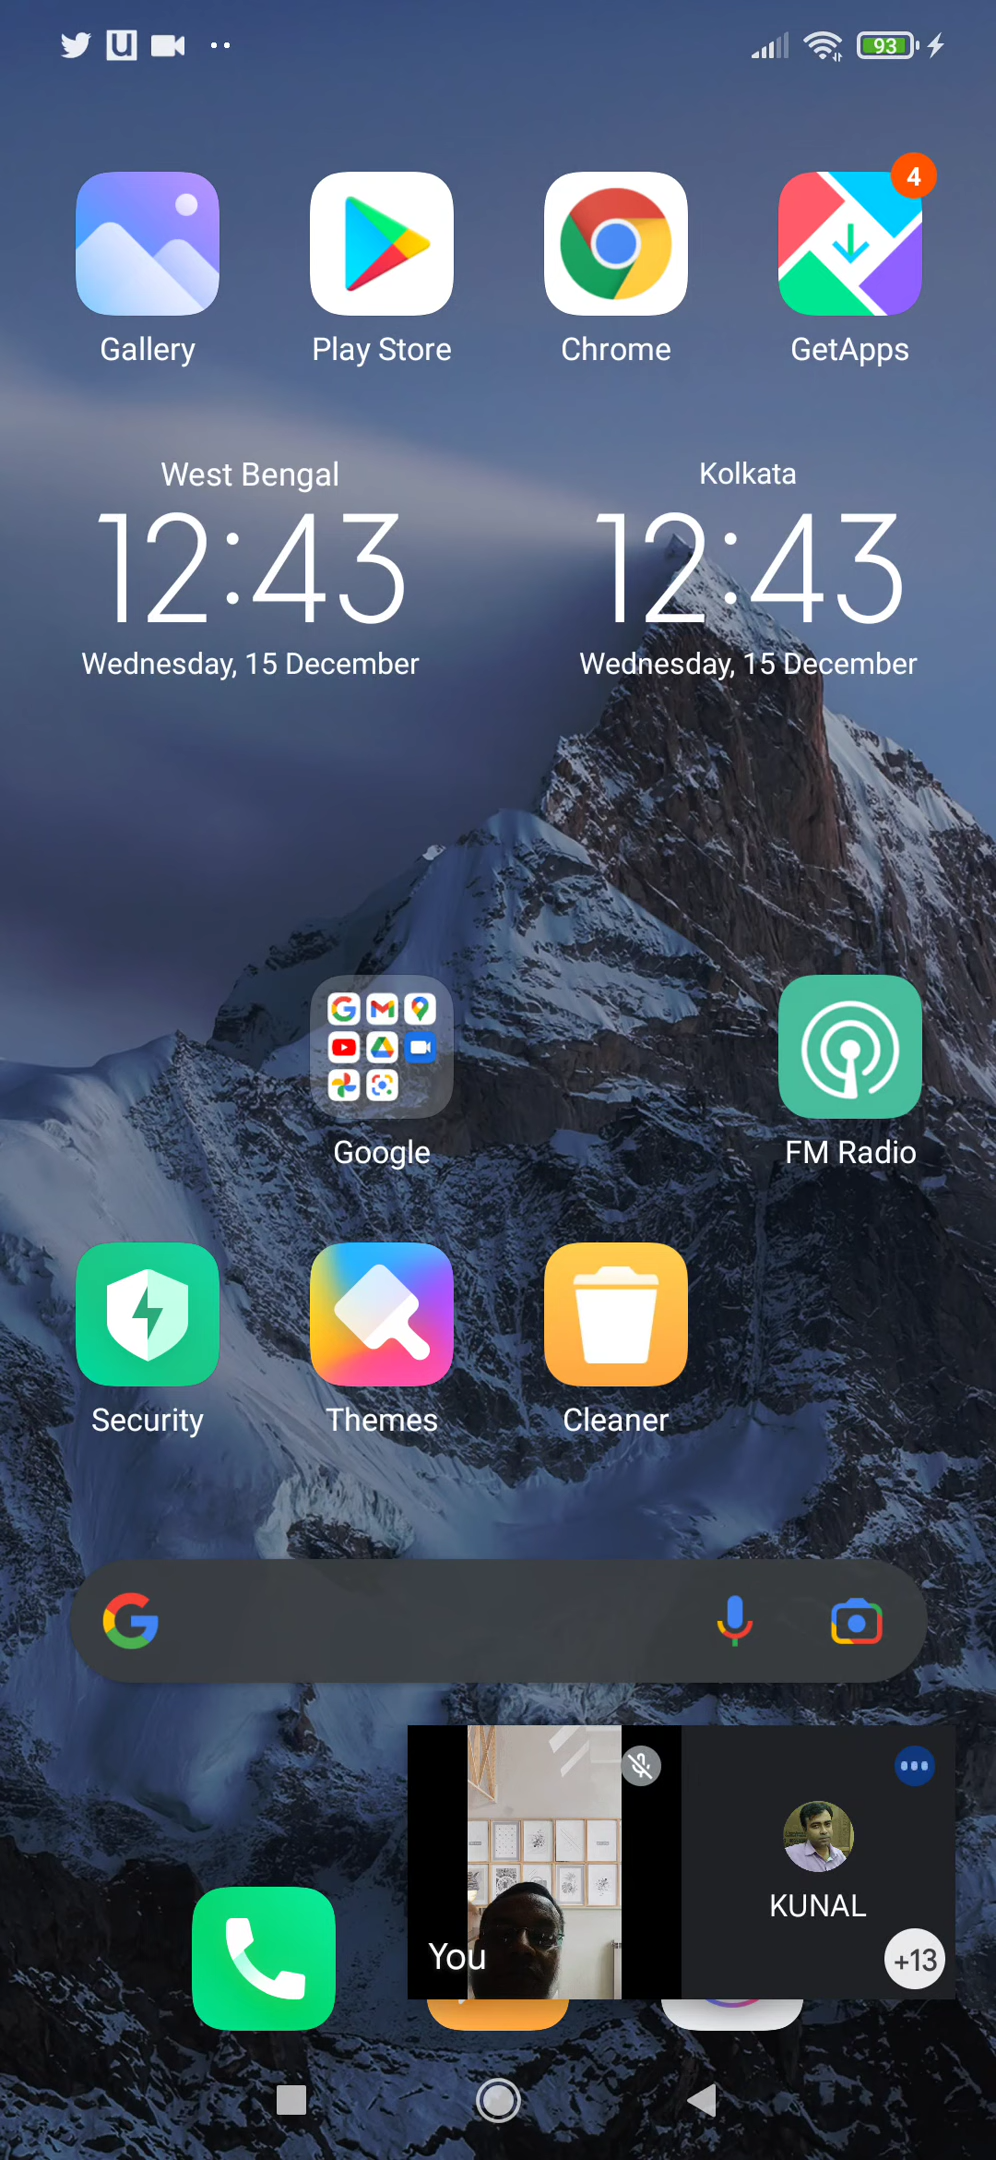 93
4
Gallery Play Store Chrome GetApps
West Bengal Kolkata
12:43 12:43
Wednesday, 15 December Wednesday, 15 December
Google FM Radio
Security Themes Cleaner
KUNAL
You
+13